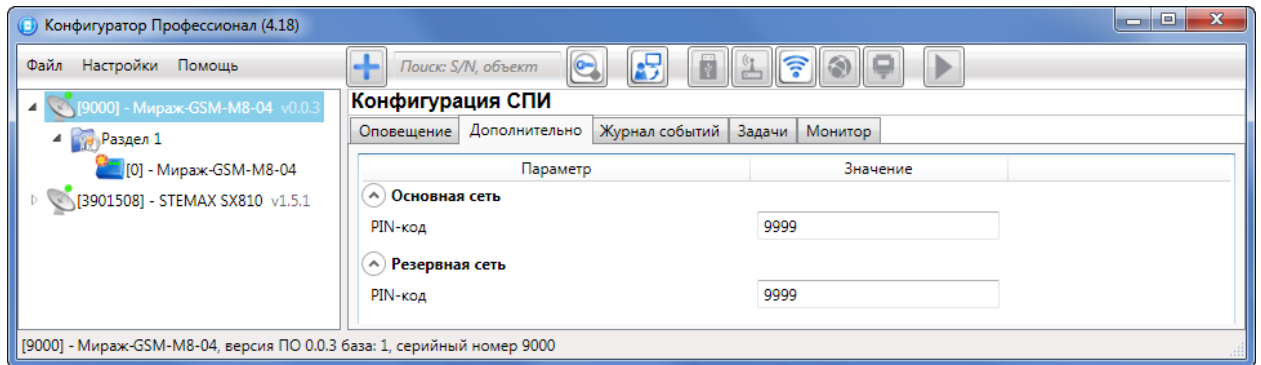 Конфигуратор Профессионал (4.18)
Файл Настройки Помощь
Поиск: S/N, объект
[9000] - Мираж-GSM-M8-04 v0.0.3
Раздел 1
[0] - Мираж-GSM-M8-04
[3901508] - STEMAX SX810 v1.5.1
Конфигурация СПИ
Оповещение Дополнительно Журнал событий Задачи Монитор
Параметр Значение
Основная сеть
PIN-код 9999
Резервная сеть
PIN-код 9999
[9000] - Мираж-GSM-M8-04, версия ПО 0.0.3 база: 1, серийный номер 9000